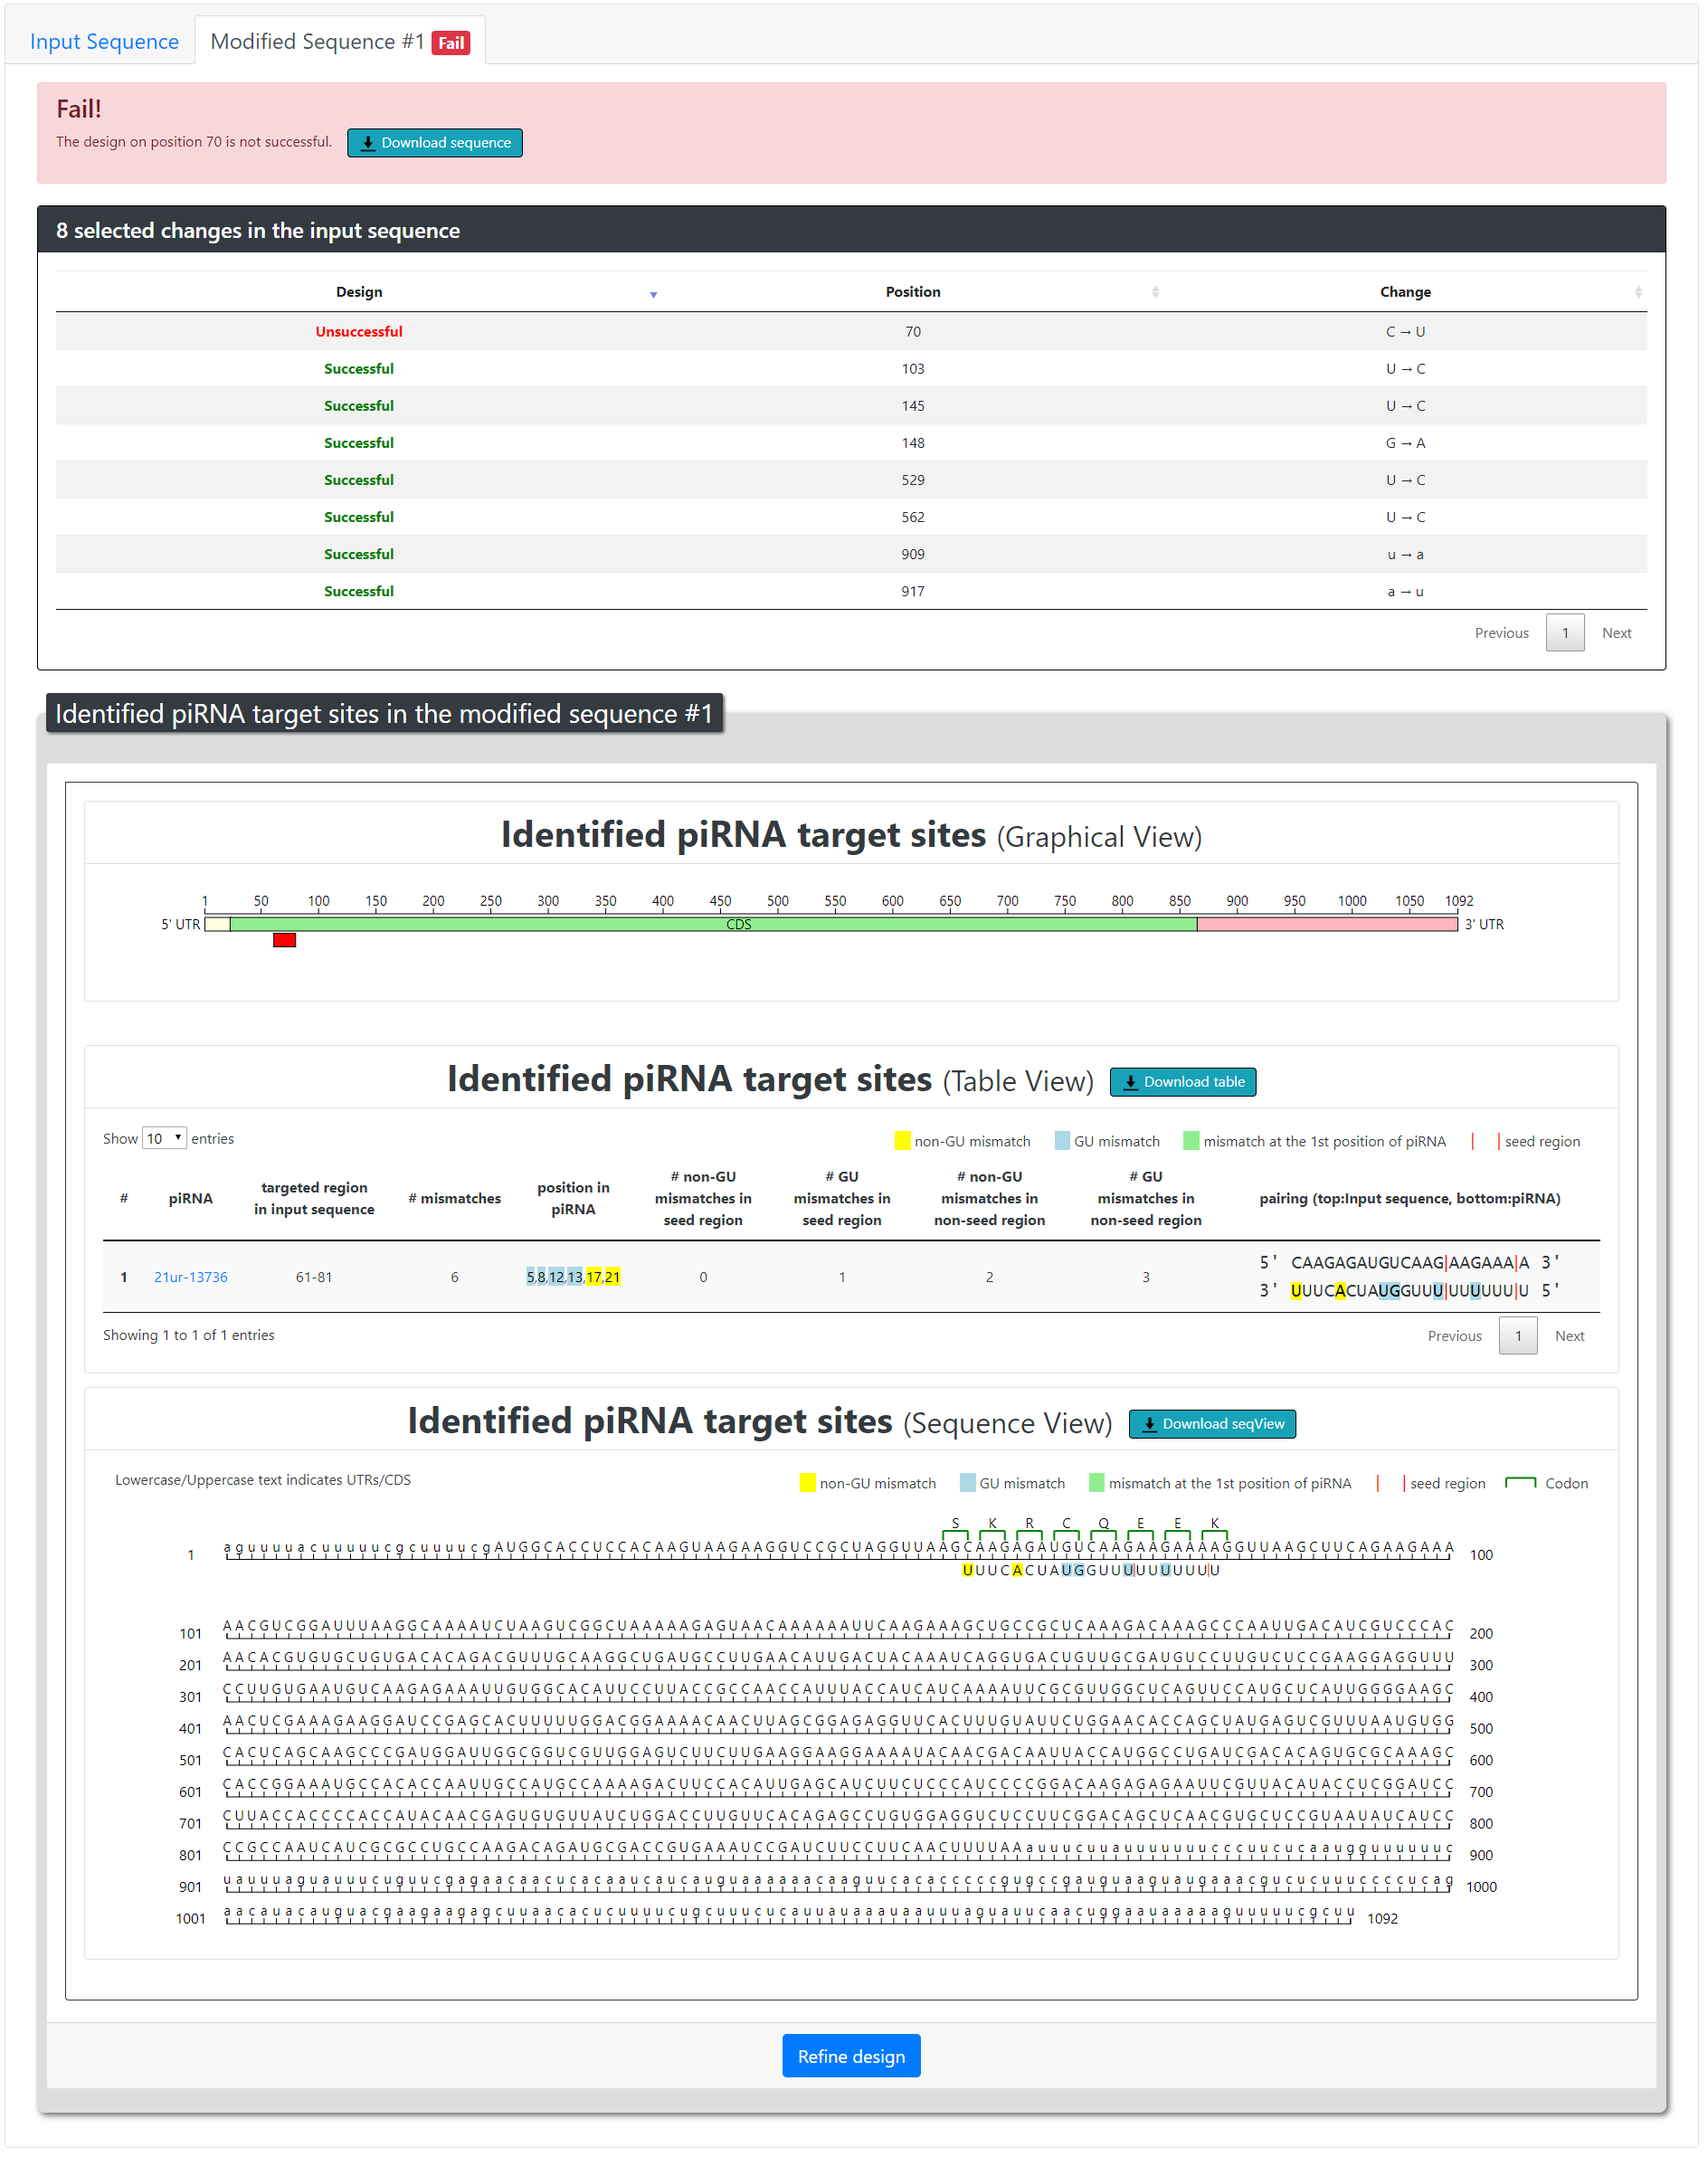 Input Sequence Modified Sequence #1 Fail
Fail!
The design on position 70 is not successful. Download sequence
8 selected changes in the input sequence
Design Position Change
Unsuccessful 70 C → U
Successful 103 U → C
Successful 145 U → C
Successful 148 G → A
Successful 529 U → C
Successful 562 U → C
Successful 909 u → a
Successful 917 a → u
Previous 1 Next
Identified piRNA target sites in the modified sequence #1
Identified piRNA target sites (Graphical View)
1 50 100 150 200 250 300 350 400 450 500 550 600 650 700 750 800 850 900 950 1000 1050 1092
5' UTR CDS 3' UTR
Identified piRNA target sites (Table View) Download table
Show 10 entries non-GU mismatch GU mismatch mismatch at the 1st position of piRNA | | seed region
# piRNA targeted region in input sequence # mismatches position in piRNA # non-GU mismatches in seed region # GU mismatches in seed region # non-GU mismatches in non-seed region # GU mismatches in non-seed region pairing (top:Input sequence, bottom:piRNA)
5' CAAGAGAUGUCAAG|AAGAAA|A 3'
1 21ur-13736 61-81 6 5,8,12,13,17,21 0 1 2 3
3' UUUCACUAUGGUUU|UUUUUU|U 5'
Showing 1 to 1 of 1 entries Previous 1 Next
Identified piRNA target sites (Sequence View) Download seqView
Lowercase/Uppercase text indicates UTRs/CDS non-GU mismatch GU mismatch mismatch at the 1st position of piRNA | | seed region Codon
S K R C Q E E K
1 aguuuuuacuuuuucgcuuuucgAUGGCACCUCCACAAGUAAGAAGGUCCGCUAGGUUAAGCAAGAGAUGUCAAGAAGAAAAGGUUAAGCUUCAGAAGAAA 100
UUUCACUAUGGUUUUUUUUUU
101 AACGUCGGAUUUAAGGCAAAAUCUAAGUCGGCUAAAAAGAGUAACAAAAAAUUCAAGAAAGCUGCCGCUCAAAGACAAAGCCCAAUUGACAUCGUCCCAC 200
201 AACACGUGUGCUGUGACACAGACGUUUGCAAGGCUGAUGCCUUGAACAUUGACUACAAAUCAGGUGACUGUUGCGAUGUCCUUGUCUCCGAAGGAGGUUU 300
301 CCUUGUGAAUGUCAAGAGAAAUUGUGGCACAUUCCUUACCGCCAACCAUUUACCAUCAUCAAAAUUCGCGUUGGCUCAGUUCCAUGCUCAUUGGGGAAGC 400
401 AACUCGAAAGAAGGAUCCGAGCACUUUUUGGACGGAAAACAACUUAGCGGAGAGGUUCACUUUGUAUUCUGGAACACCAGCUAUGAGUCGUUUAAUGUGG 500
501 CACUCAGCAAGCCCGAUGGAUUGGCGGUCGUUGGAGUCUUCUUGAAGGAAGGAAAAUACAACGACAAUUACCAUGGCCUGAUCGACACAGUGCGCAAAGC 600
601 CACCGGAAAUGCCACACCAAUUGCCAUGCCAAAAGACUUCCACAUUGAGCAUCUUCUCCCAUCCCCGGACAAGAGAGAAUUCGUUACAUACCUCGGAUCC 700
701 CUUACCACCCCACCAUACAACGAGUGUGUUAUCUGGACCUUGUUCACAGAGCCUGUGGAGGUCUCCUUCGGACAGCUCAACGUGCUCCGUAAUAUCAUCC 800
801 CCGCCAAUCAUCGCGCCUGCCAAGACAGAUGCGACCGUGAAAUCCGAUCUUCCUUCAACUUUUAAauuucuuauuuuuuucccuucucaaugguuuuuuc 900
901 uauuuaguauuucuguucgagaacaacucacaaucaucauguaaaaaacaaguucacacccccgugccgauguaaguaugaaacgucucuuuccccucag 1000
1001 aacauacauguacgaagaagagcuuaacacucuuuucugcuuucucauuauaaauaauuuaguauucaacuggaauaaaaaguuuuucgcuu 1092
Refine design